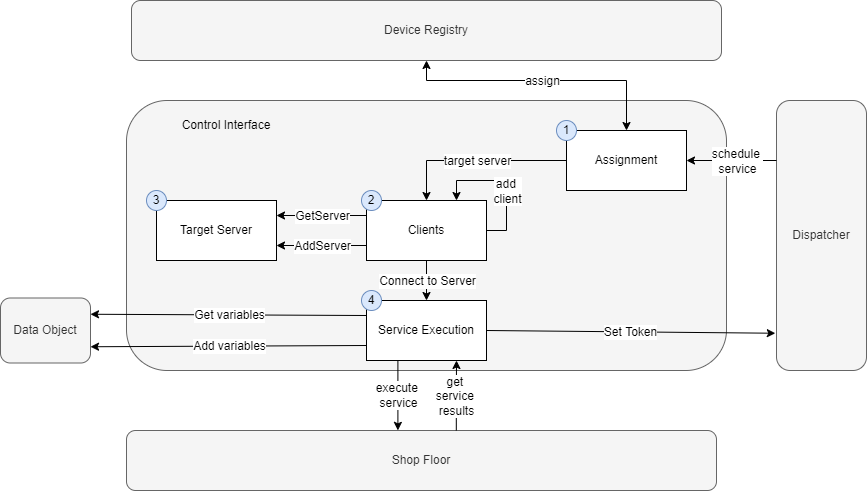 Device Registry
assign
Control Interface
1
Assignment
schedule
service
target server
add
client
3
2
Target Server
GetServer
AddServer
Clients
Dispatcher
Connect to Server
4
Data Object
Get variables
Add variables
Service Execution
Set Token
execute
service
get
service
results
Shop Floor